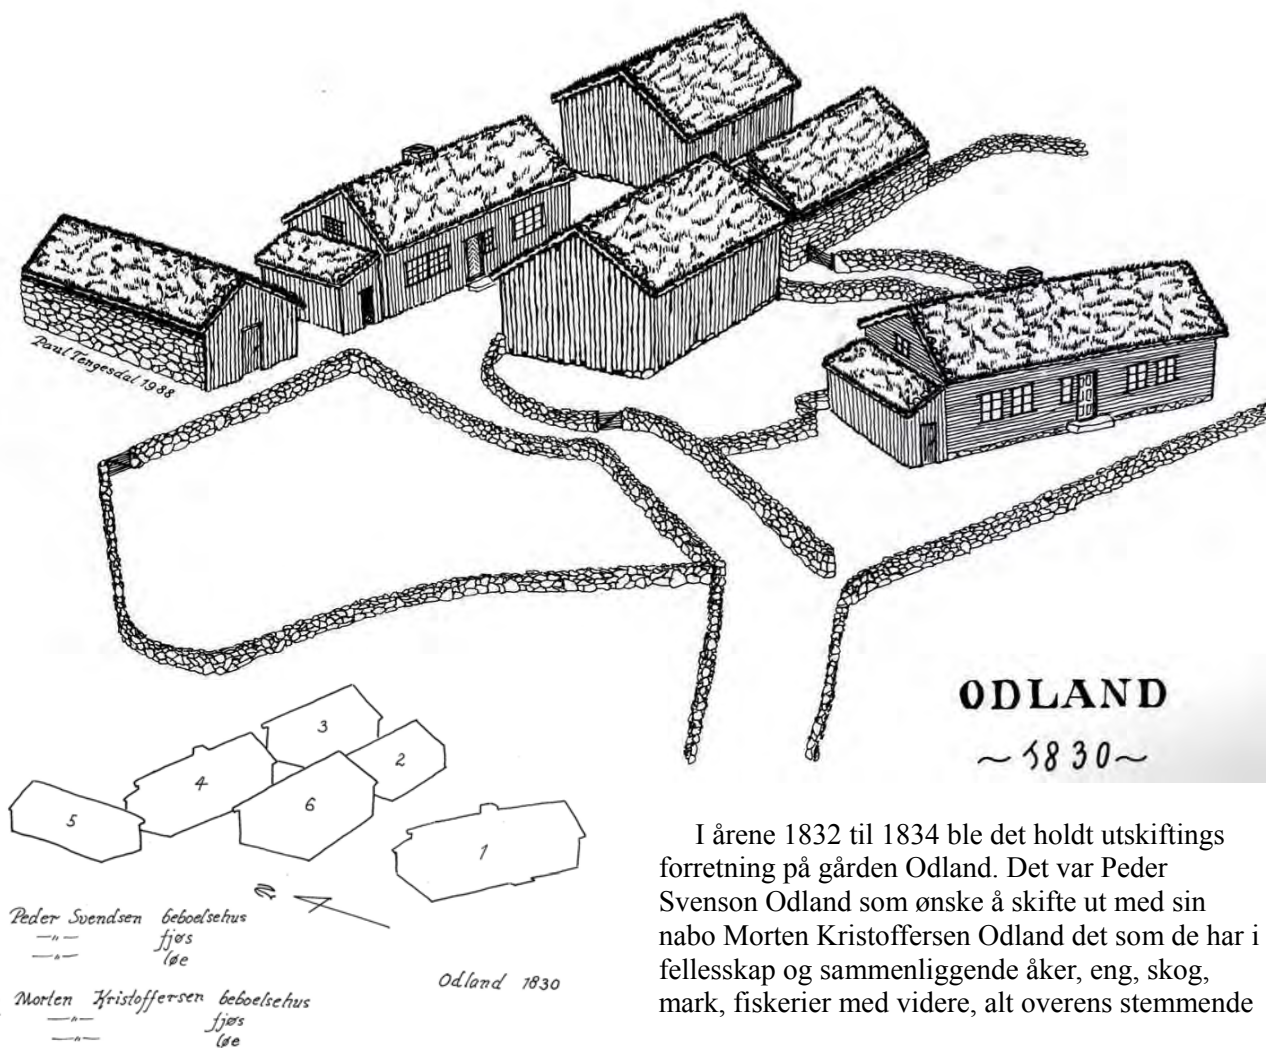 Paul Tengesdal 1988
ODLAND
~ 1830 ~
3
2
4
6
5
1
N
Peder Svendsen beboelsehus
—"— fjøs
—"— løe
Odland 1830
Morten Kristoffersen beboelsehus
—"— fjøs
—"— løe
I årene 1832 til 1834 ble det holdt utskiftings
forretning på gården Odland. Det var Peder
Svenson Odland som ønske å skifte ut med sin
nabo Morten Kristoffersen Odland det som de har i
fellesskap og sammenliggende åker, eng, skog,
mark, fiskerier med videre, alt overens stemmende